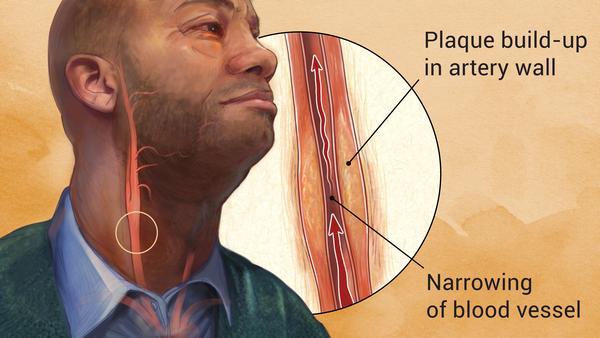 Plaque build-up
in artery wall
Narrowing
of blood vessel